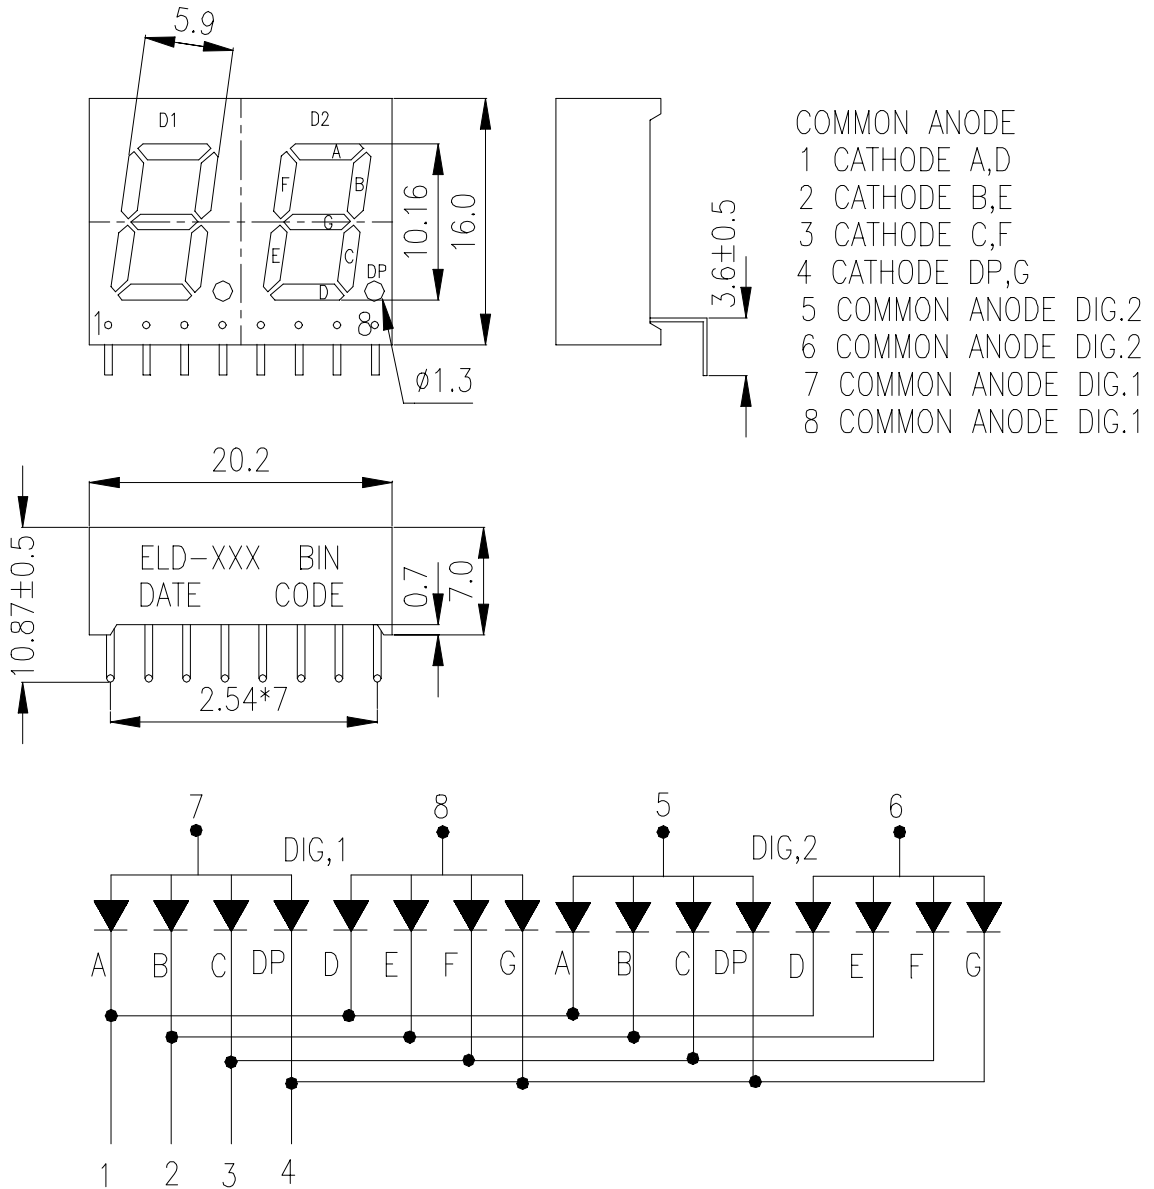 5.9
D1
D2
A
F
B
G
E
C
D
DP
1
8
10.16
16.0
ø1.3
3.6±0.5
COMMON ANODE
1 CATHODE A,D
2 CATHODE B,E
3 CATHODE C,F
4 CATHODE DP,G
5 COMMON ANODE DIG.2
6 COMMON ANODE DIG.2
7 COMMON ANODE DIG.1
8 COMMON ANODE DIG.1
20.2
10.87±0.5
ELD-XXX BIN
DATE CODE
0.7
7.0
2.54*7
7 8 5 6
DIG,1 DIG,2
A B C DP D E F G A B C DP D E F G
1 2 3 4